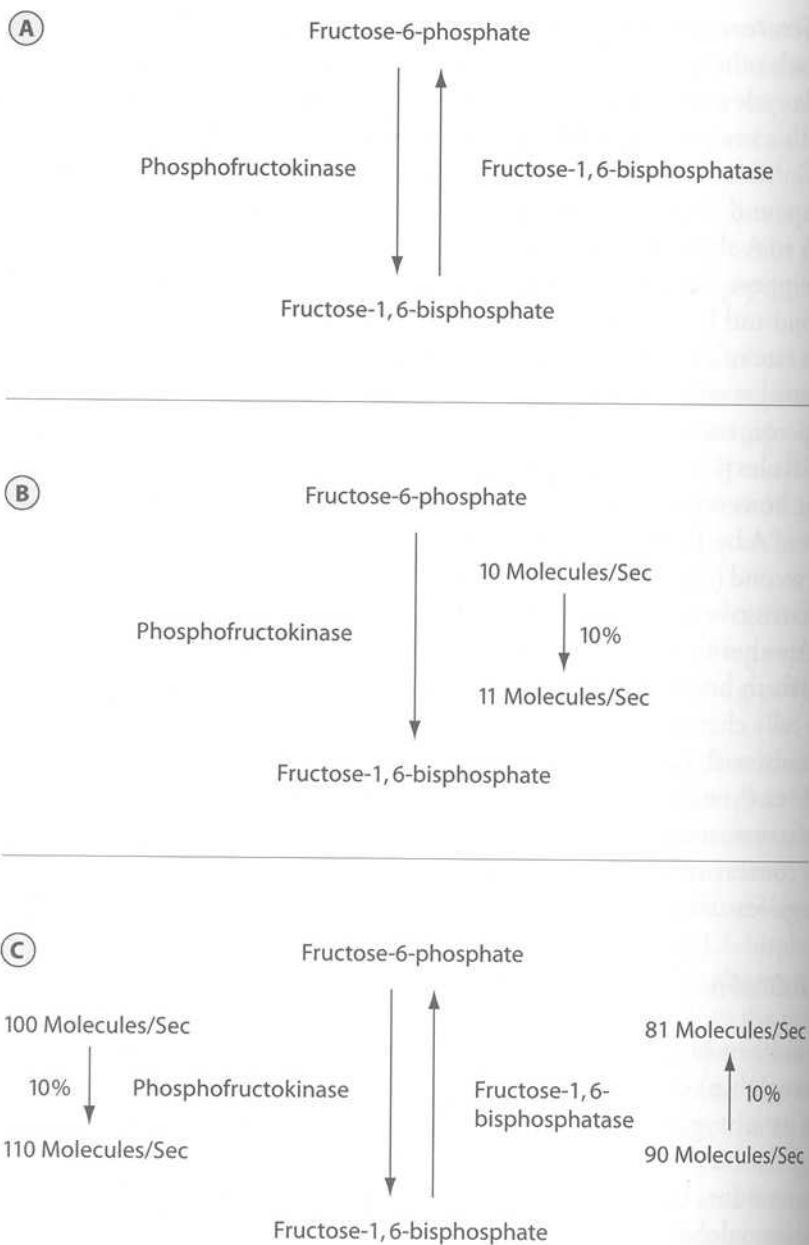 A
Fructose-6-phosphate
Phosphofructokinase
Fructose-1,6-bisphosphatase
Fructose-1,6-bisphosphate
B
Fructose-6-phosphate
10 Molecules/Sec
Phosphofructokinase
10%
11 Molecules/Sec
Fructose-1,6-bisphosphate
C
Fructose-6-phosphate
100 Molecules/Sec
10%
110 Molecules/Sec
Phosphofructokinase
Fructose-1,6-
bisphosphatase
81 Molecules/Sec
10%
90 Molecules/Sec
Fructose-1,6-bisphosphate